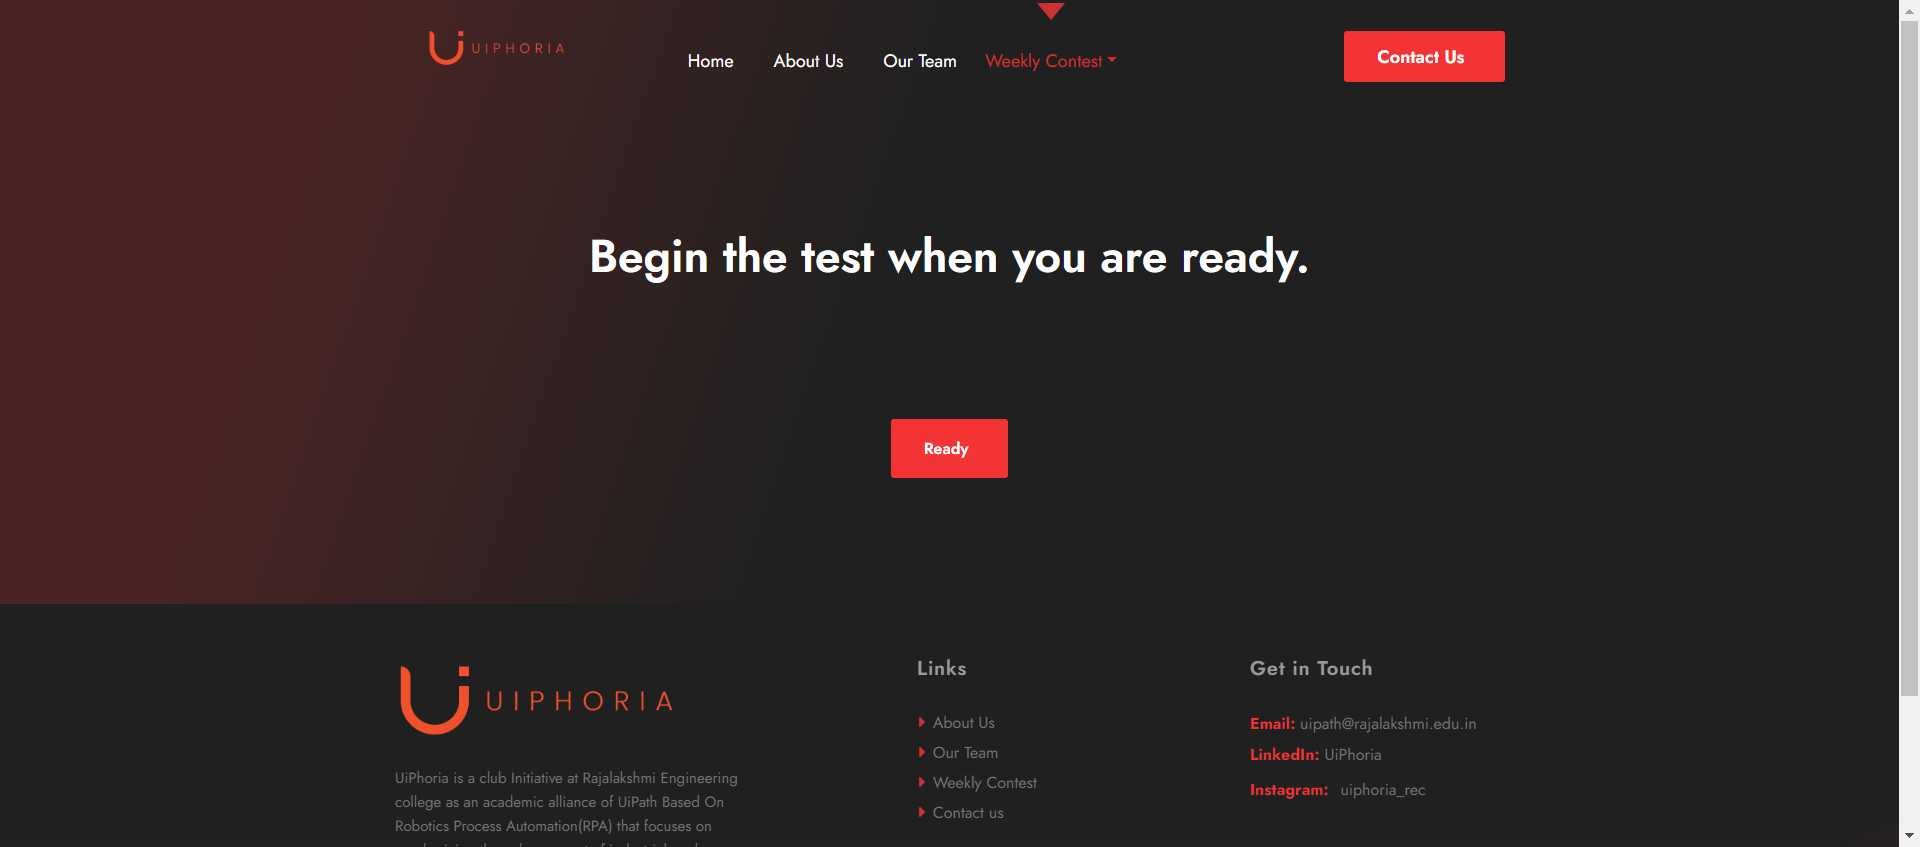 UIPHORIA
Home
About Us
Our Team
Weekly Contest
Contact Us
Begin the test when you are ready.
Ready
UIPHORIA
UiPhoria is a club Initiative at Rajalakshmi Engineering
college as an academic alliance of UiPath Based On
Robotics Process Automation(RPA) that focuses on
Links
About Us
Our Team
Weekly Contest
Contact us
Get in Touch
Email: uipath@rajalakshmi.edu.in
LinkedIn: UiPhoria
Instagram: uiphoria_rec